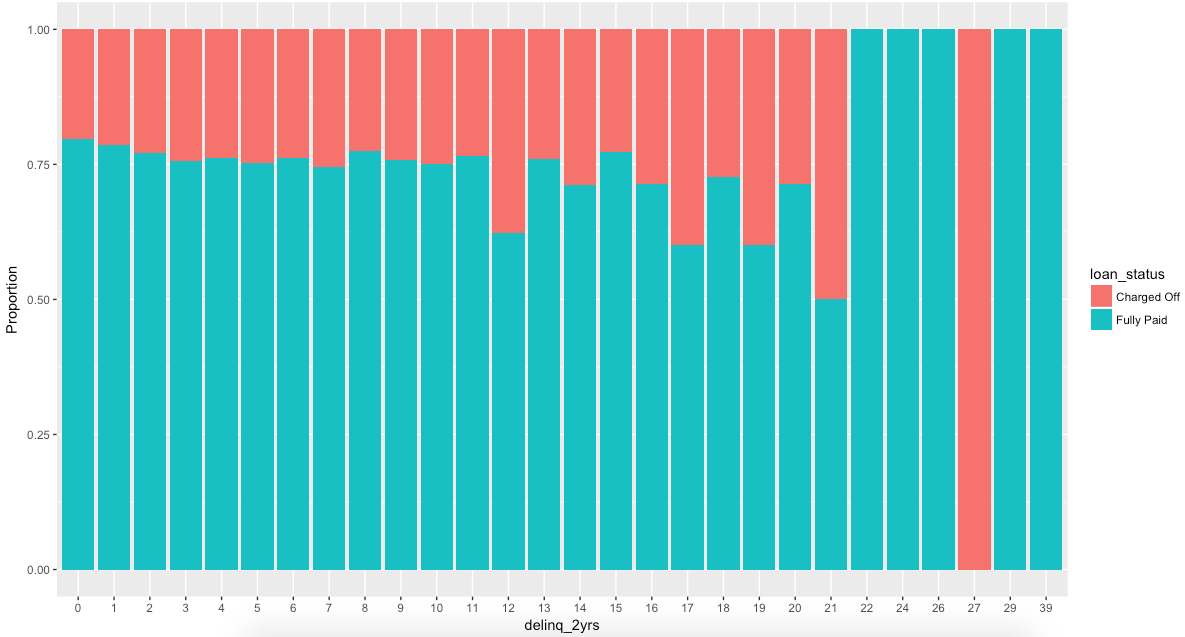 1.00
0.75
0.50
0.25
0.00
Proportion
0 1 2 3 4 5 6 7 8 9 10 11 12 13 14 15 16 17 18 19 20 21 22 24 26 27 29 39
delinq_2yrs
loan_status
Charged Off
Fully Paid